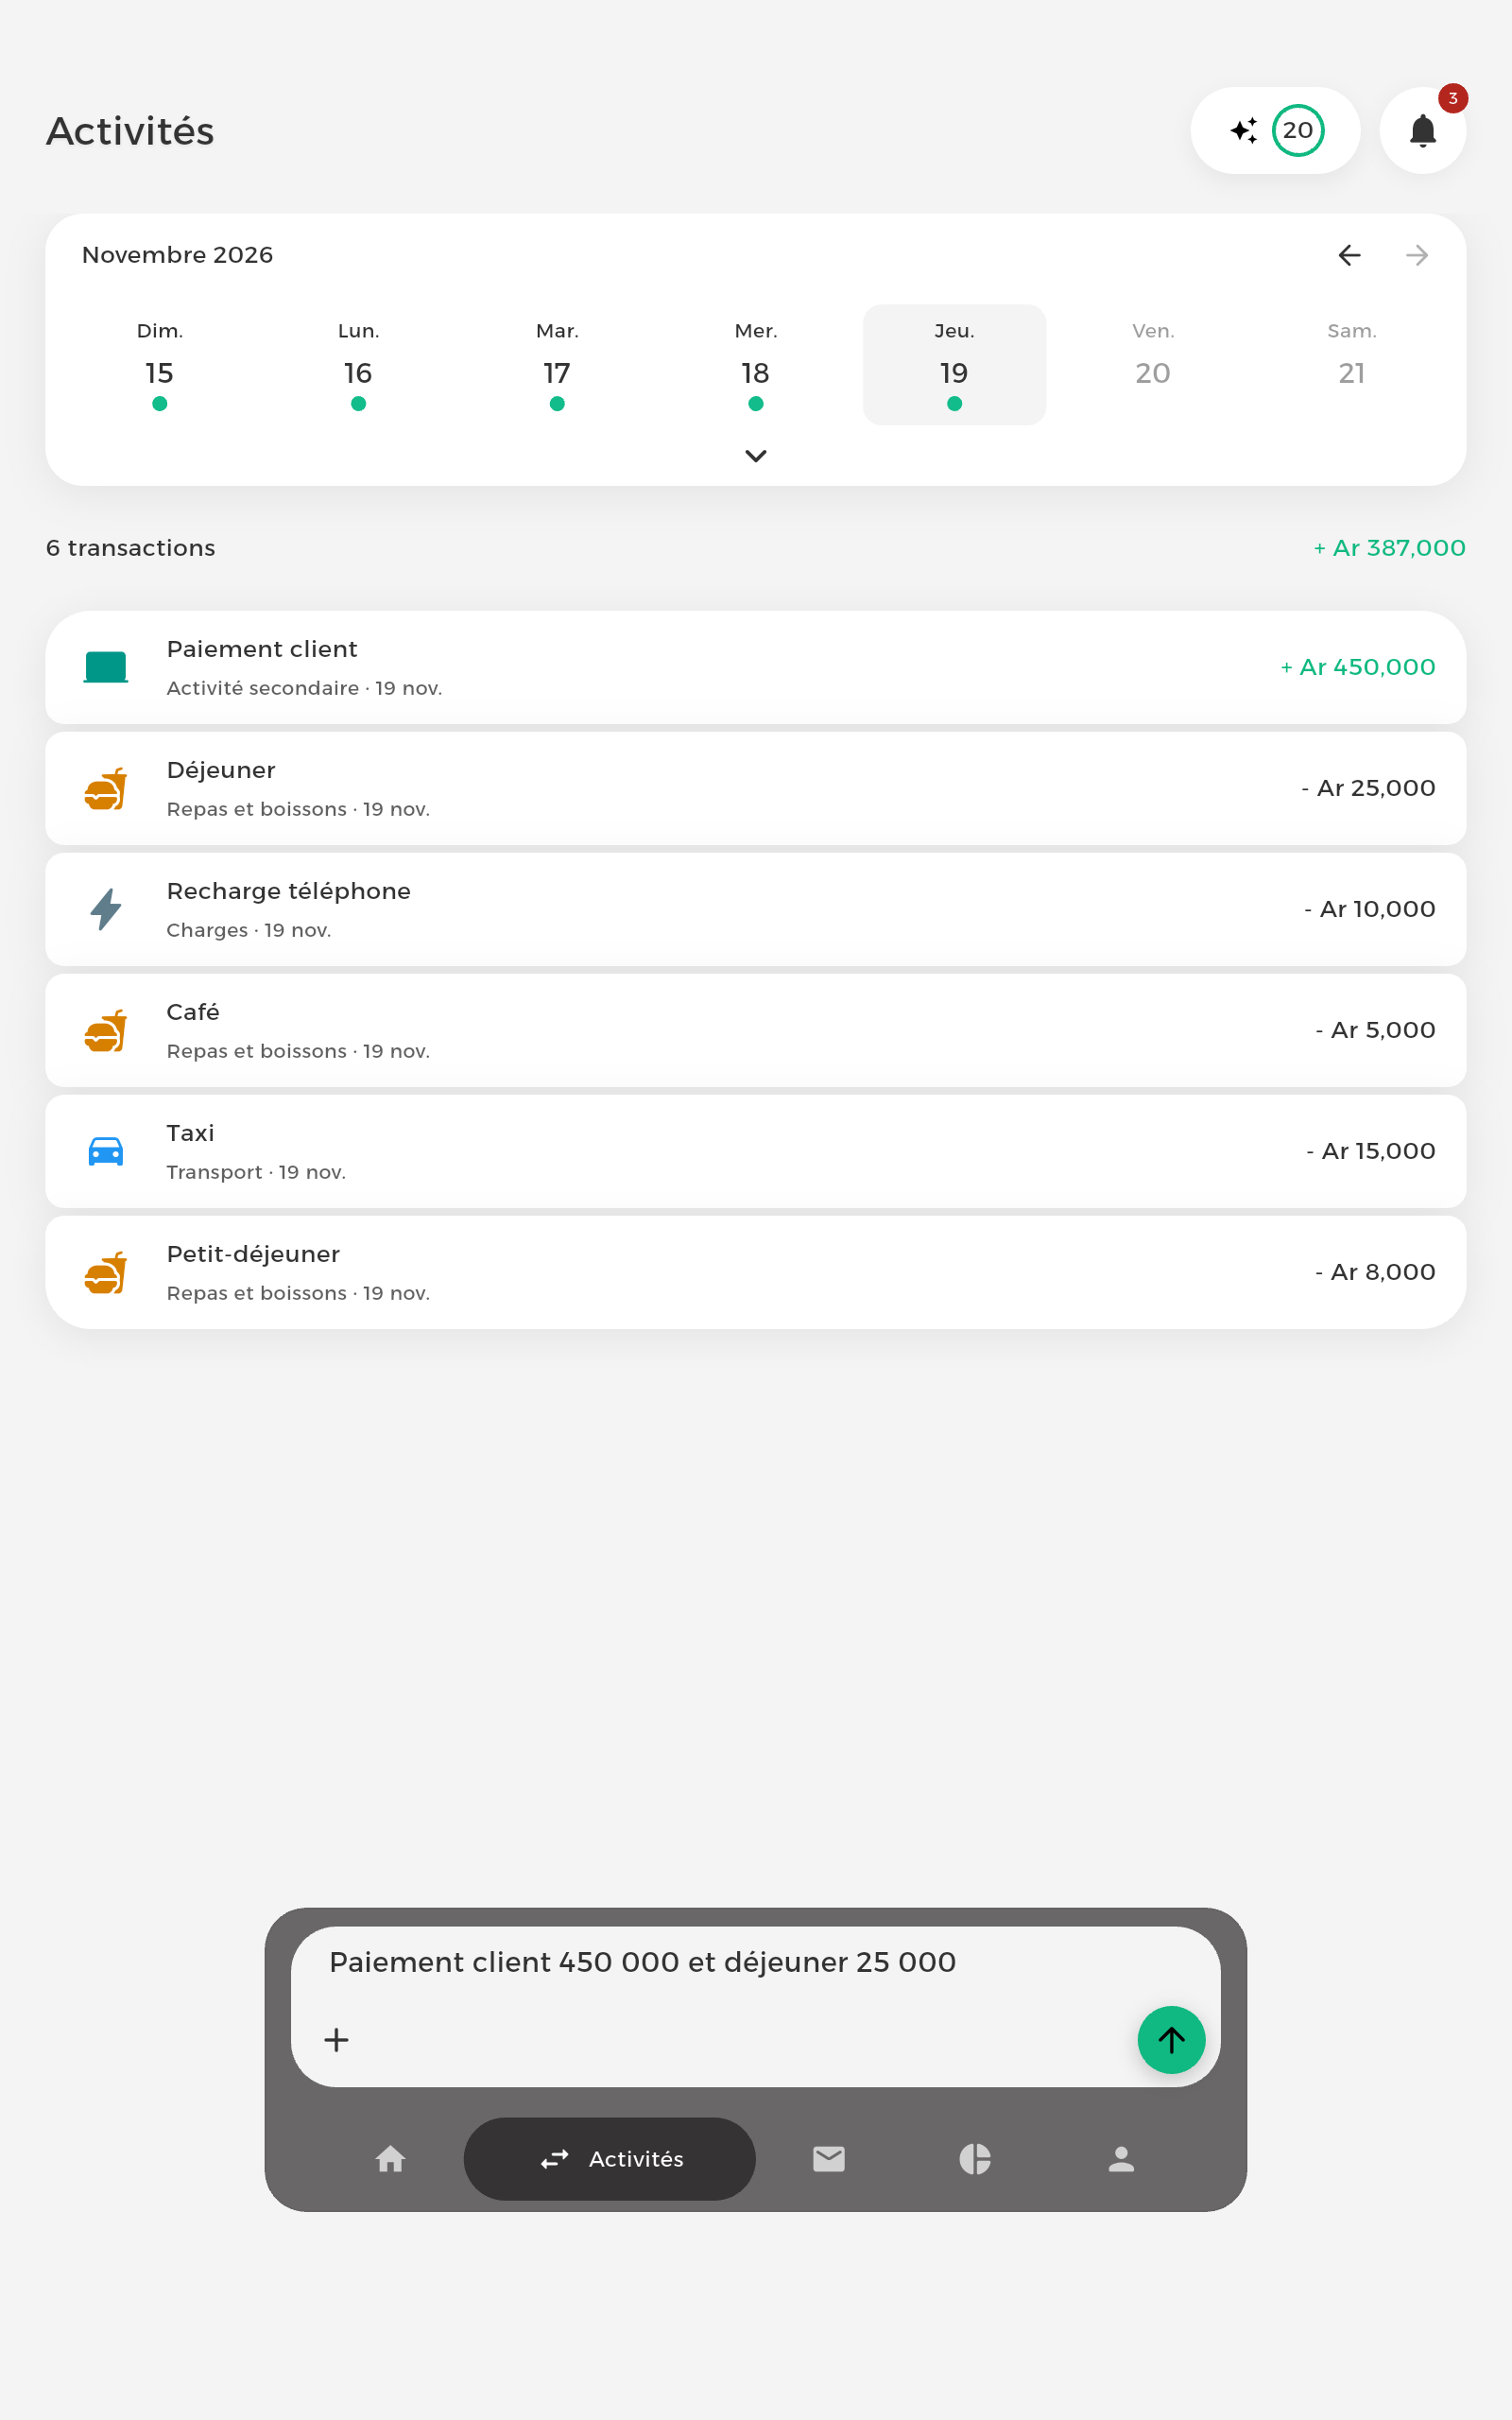 Activités
20
3
Novembre 2026
Dim. Lun. Mar. Mer. Jeu. Ven. Sam.
15 16 17 18 19 20 21
6 transactions
+ Ar 387,000
Paiement client
Activité secondaire · 19 nov.
+ Ar 450,000
Déjeuner
Repas et boissons · 19 nov.
- Ar 25,000
Recharge téléphone
Charges · 19 nov.
- Ar 10,000
Café
Repas et boissons · 19 nov.
- Ar 5,000
Taxi
Transport · 19 nov.
- Ar 15,000
Petit-déjeuner
Repas et boissons · 19 nov.
- Ar 8,000
Paiement client 450 000 et déjeuner 25 000
Activités